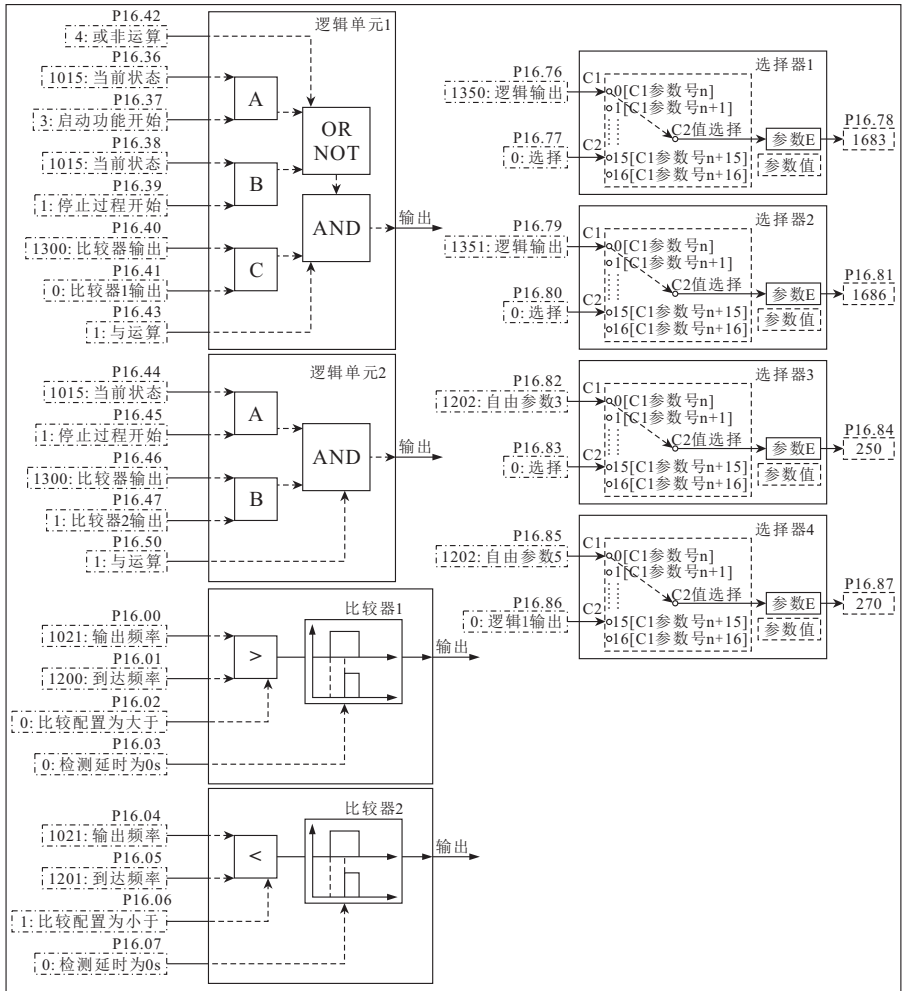 P16.42
4: 或非运算
P16.36
1015: 当前状态
P16.37
3: 启动功能开始
P16.38
1015: 当前状态
P16.39
1: 停止过程开始
P16.40
1300: 比较器输出
P16.41
0: 比较器1输出
P16.43
1: 与运算
逻辑单元1
A
B
C
OR
NOT
AND
输出
P16.44
1015: 当前状态
P16.45
1: 停止过程开始
P16.46
1300: 比较器输出
P16.47
1: 比较器2输出
P16.50
1: 与运算
逻辑单元2
A
B
AND
输出
P16.00
1021: 输出频率
P16.01
1200: 到达频率
P16.02
0: 比较配置为大于
P16.03
0: 检测延时为0s
比较器1
>
输出
P16.04
1021: 输出频率
P16.05
1201: 到达频率
P16.06
1: 比较配置为小于
P16.07
0: 检测延时为0s
比较器2
<
输出
选择器1
P16.76
1350: 逻辑输出
P16.77
0: 选择
C1
0[C1参数号n]
1[C1参数号n+1]
C2值选择
C2
15[C1参数号n+15]
16[C1参数号n+16]
参数E
参数值
P16.78
1683
选择器2
P16.79
1351: 逻辑输出
P16.80
0: 选择
C1
0[C1参数号n]
1[C1参数号n+1]
C2值选择
C2
15[C1参数号n+15]
16[C1参数号n+16]
参数E
参数值
P16.81
1686
选择器3
P16.82
1202: 自由参数3
P16.83
0: 选择
C1
0[C1参数号n]
1[C1参数号n+1]
C2值选择
C2
15[C1参数号n+15]
16[C1参数号n+16]
参数E
参数值
P16.84
250
选择器4
P16.85
1202: 自由参数5
P16.86
0: 逻辑1输出
C1
0[C1参数号n]
1[C1参数号n+1]
C2值选择
C2
15[C1参数号n+15]
16[C1参数号n+16]
参数E
参数值
P16.87
270